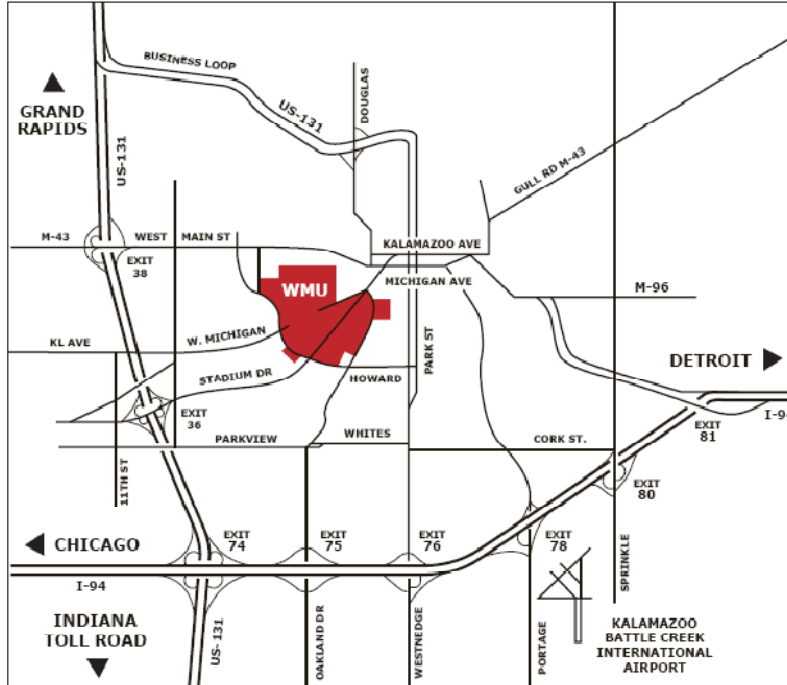 BUSINESS LOOP
US-131
DOUGLAS
GRAND
RAPIDS
US-131
GULL RD M-43
M-43
WEST
MAIN ST
KALAMAZOO AVE
EXIT
38
WMU
MICHIGAN AVE
M-96
KL AVE
W. MICHIGAN
PARK ST
DETROIT
STADIUM DR
HOWARD
I-94
EXIT
36
EXIT
81
PARKVIEW
WHITES
CORK ST.
11TH ST
EXIT
80
CHICAGO
EXIT
74
EXIT
75
EXIT
76
EXIT
78
I-94
SPRINKLE
INDIANA
TOLL ROAD
US-131
OAKLAND DR
WESTNEDGE
PORTAGE
KALAMAZOO
BATTLE CREEK
INTERNATIONAL
AIRPORT